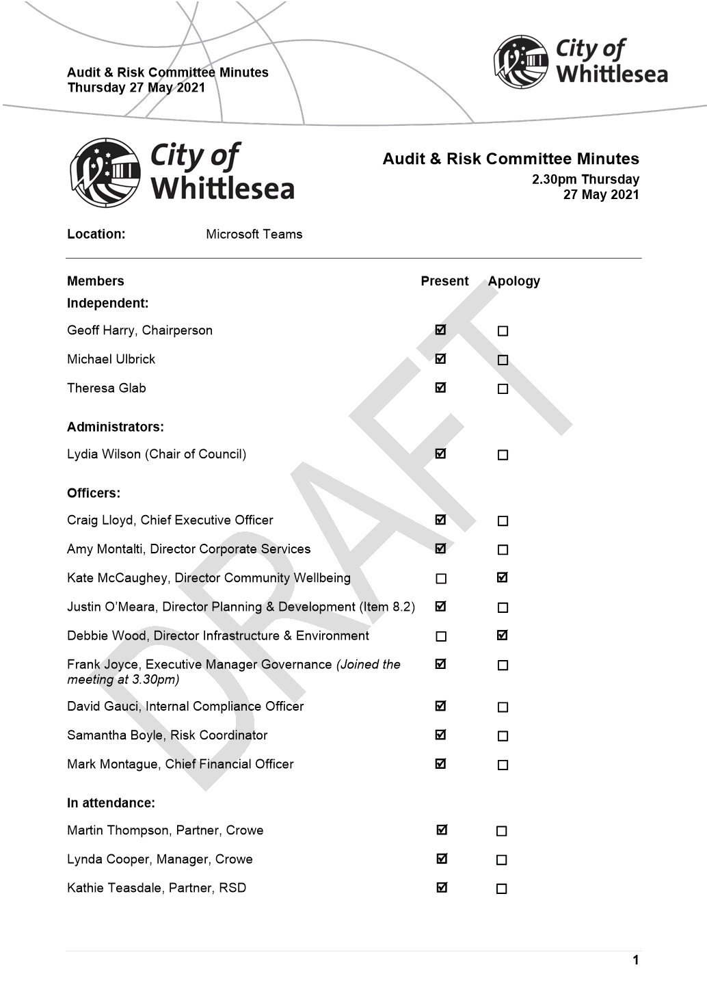 Audit & Risk Committee Minutes
Thursday 27 May 2021
City of
Whittlesea
City of
Whittlesea
Audit & Risk Committee Minutes
2.30pm Thursday
27 May 2021
Location: Microsoft Teams
Members Present Apology
Independent:
Geoff Harry, Chairperson ☑ ☐
Michael Ulbrick ☑ ☐
Theresa Glab ☑ ☐
Administrators:
Lydia Wilson (Chair of Council) ☑ ☐
Officers:
Craig Lloyd, Chief Executive Officer ☑ ☐
Amy Montalti, Director Corporate Services ☑ ☐
Kate McCaughey, Director Community Wellbeing ☐ ☑
Justin O’Meara, Director Planning & Development (Item 8.2) ☑ ☐
Debbie Wood, Director Infrastructure & Environment ☐ ☑
Frank Joyce, Executive Manager Governance (Joined the ☑ ☐
meeting at 3.30pm)
David Gauci, Internal Compliance Officer ☑ ☐
Samantha Boyle, Risk Coordinator ☑ ☐
Mark Montague, Chief Financial Officer ☑ ☐
In attendance:
Martin Thompson, Partner, Crowe ☑ ☐
Lynda Cooper, Manager, Crowe ☑ ☐
Kathie Teasdale, Partner, RSD ☑ ☐
DRAFT
1